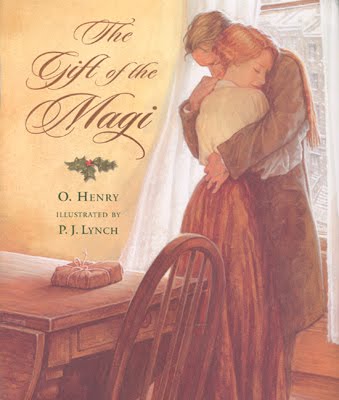 The
Gift of the
Magi
O. HENRY
ILLUSTRATED BY
P. J. LYNCH